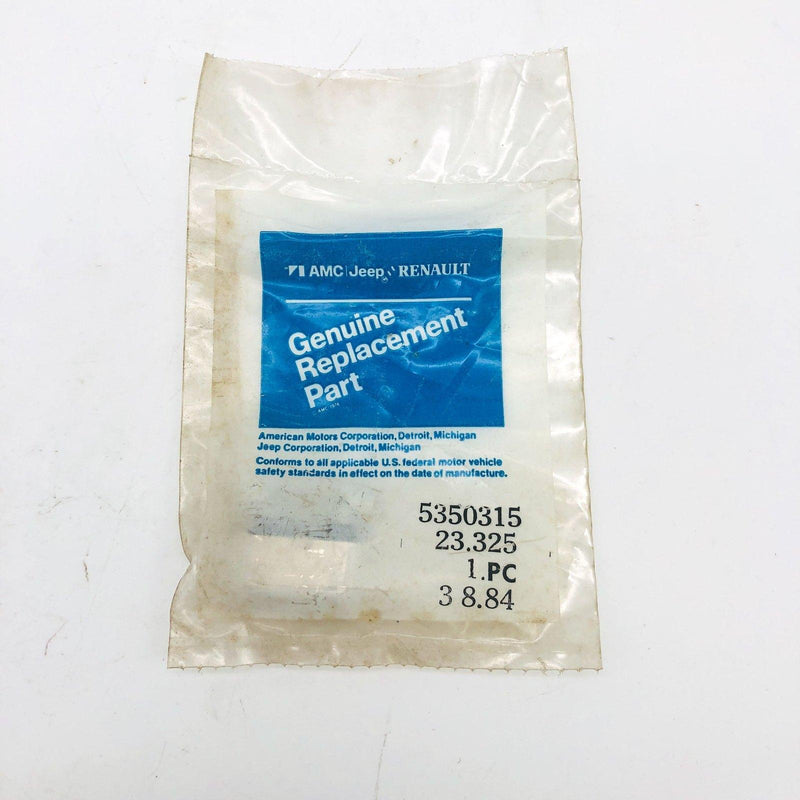 AMC Jeep RENAULT
Genuine
Replacement
Part
American Motors Corporation, Detroit, Michigan
Jeep Corporation, Detroit, Michigan
Conforms to all applicable U.S. federal motor vehicle
safety standards in effect on the date of manufacture.
5350315
23.325
1.PC
3 8.84